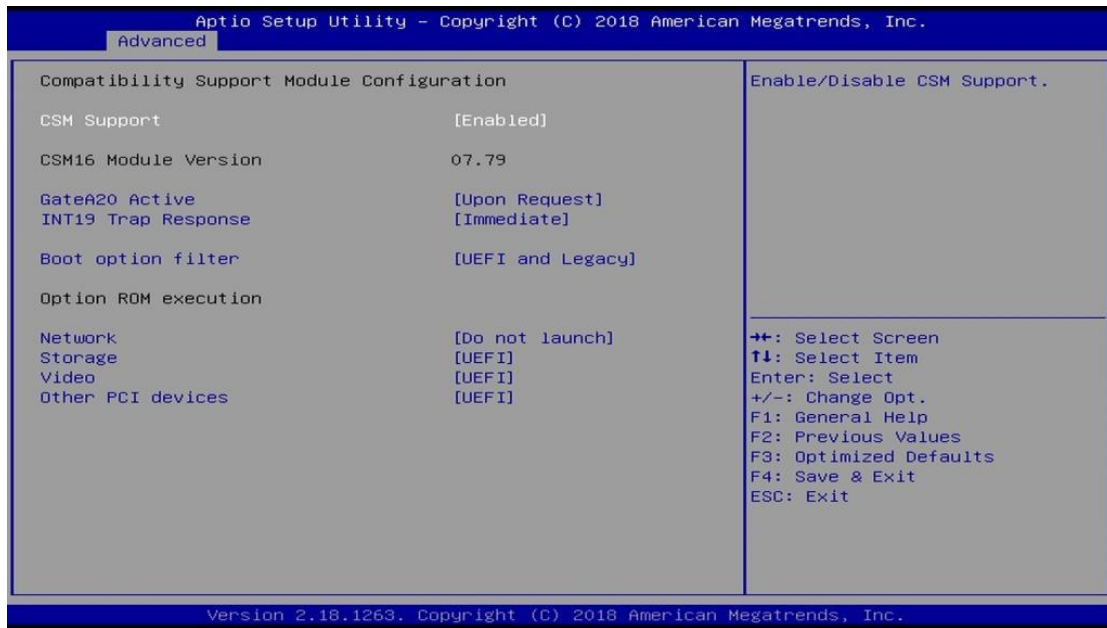 Aptio Setup Utility – Copyright (C) 2018 American Megatrends, Inc.
Advanced
Compatibility Support Module Configuration
CSM Support [Enabled]
CSM16 Module Version 07.79
GateA20 Active [Upon Request]
INT19 Trap Response [Immediate]
Boot option filter [UEFI and Legacy]
Option ROM execution
Network [Do not launch]
Storage [UEFI]
Video [UEFI]
Other PCI devices [UEFI]
Enable/Disable CSM Support.
→←: Select Screen
↑↓: Select Item
Enter: Select
+/-: Change Opt.
F1: General Help
F2: Previous Values
F3: Optimized Defaults
F4: Save & Exit
ESC: Exit
Version 2.18.1263. Copyright (C) 2018 American Megatrends, Inc.